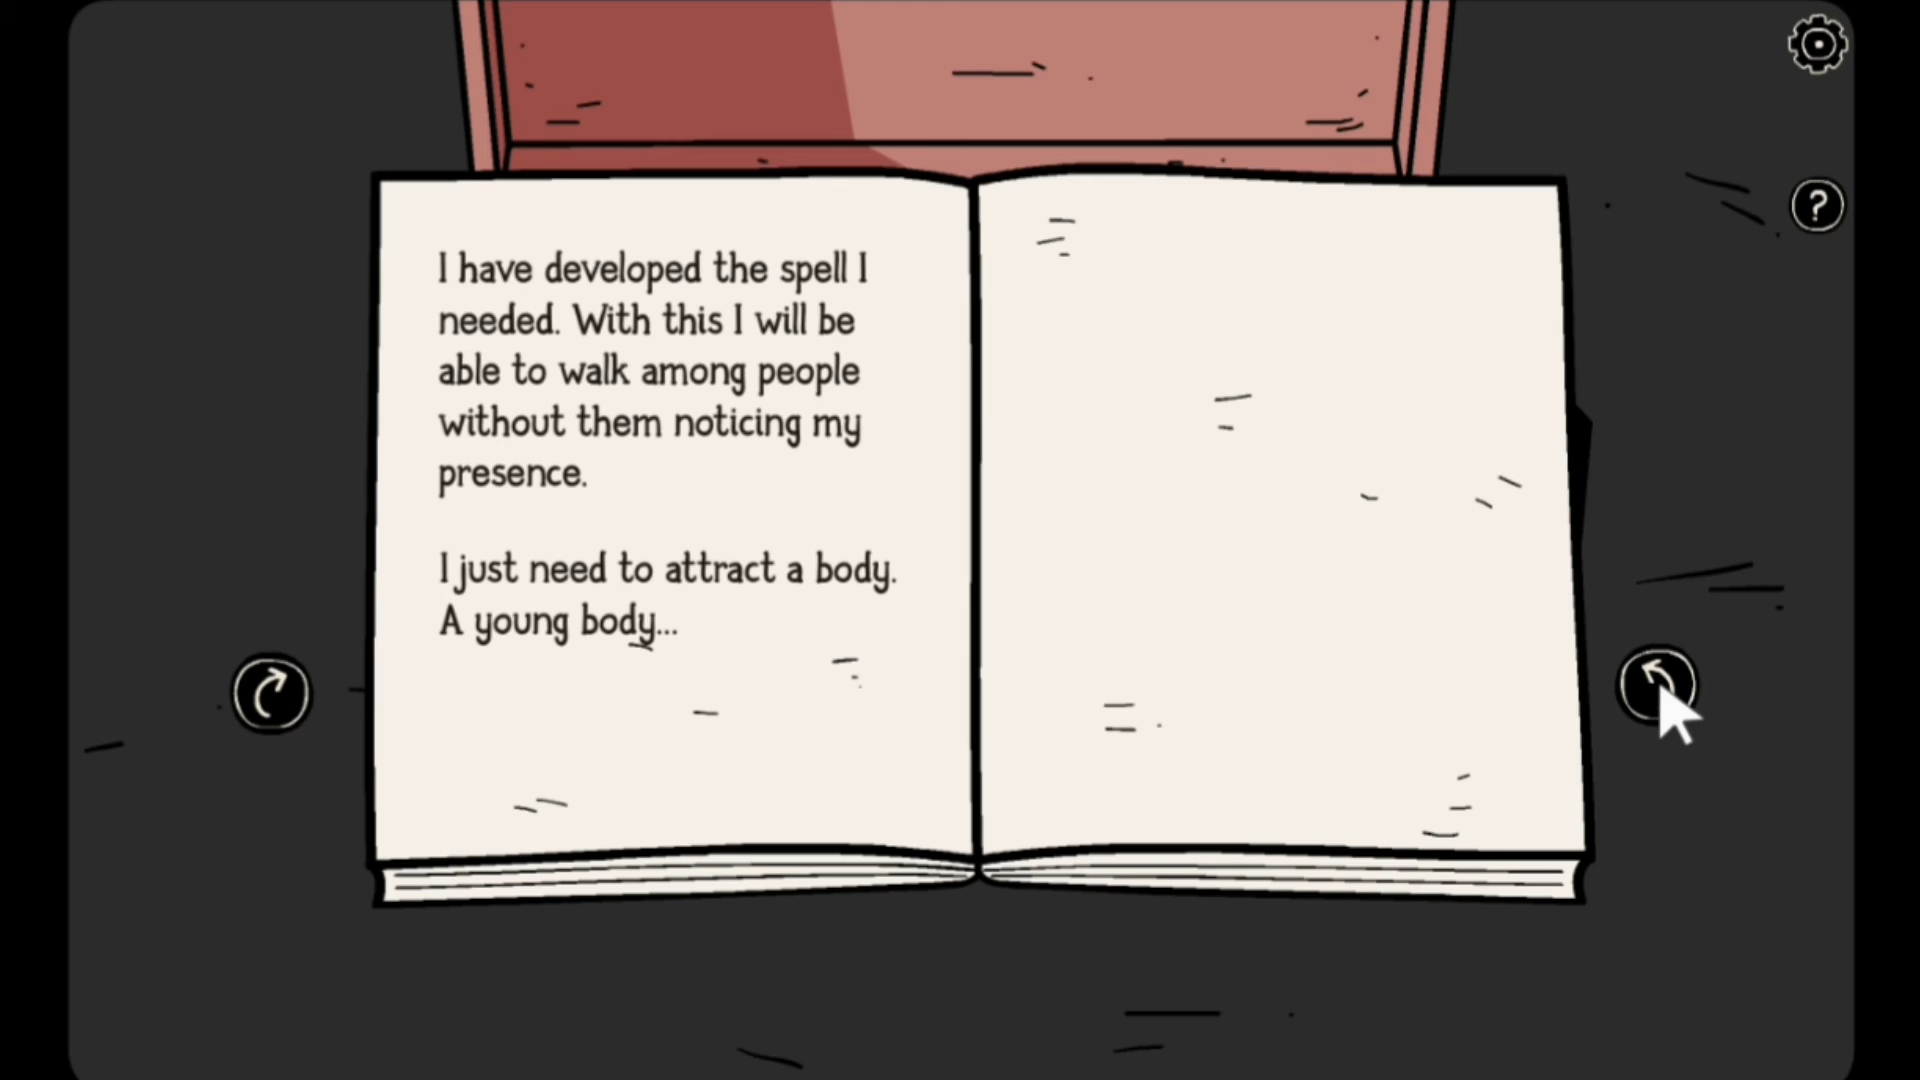 I have developed the spell I
needed. With this I will be
able to walk among people
without them noticing my
presence.
I just need to attract a body.
A young body...
?